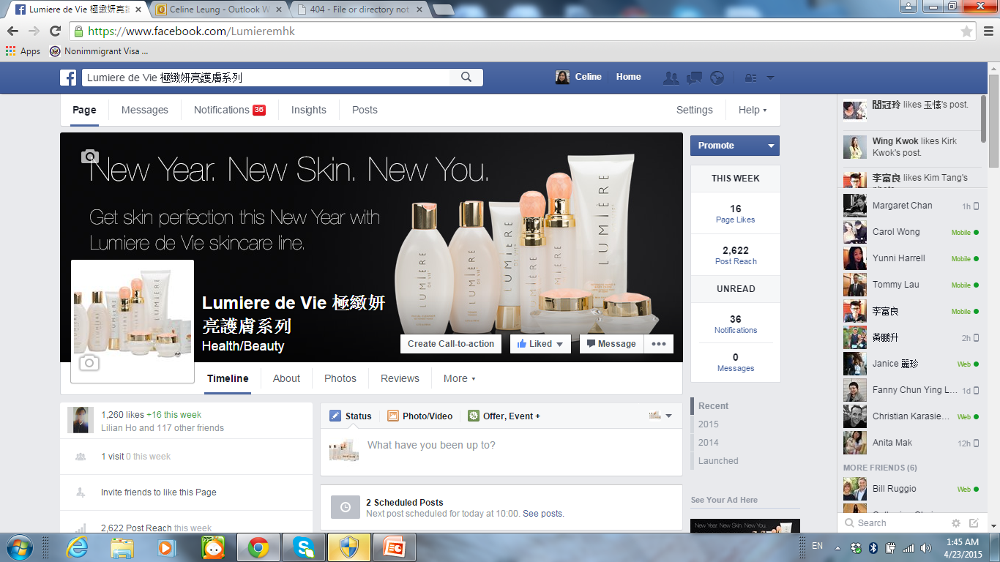 Lumiere de Vie 極緻妍亮護
Celine Leung - Outlook W
404 - File or directory not
https://www.facebook.com/Lumieremhk
Apps
Nonimmigrant Visa ...
Lumiere de Vie 極緻妍亮護膚系列
Celine
Home
Page
Messages
Notifications 36
Insights
Posts
Settings
Help
New Year. New Skin. New You.
Get skin perfection this New Year with
Lumiere de Vie skincare line.
LUMIERE
DE VIE
LUMIERE
DE VIE
LUMIERE
LUMIERE
LUMIERE
Lumiere de Vie 極緻妍
亮護膚系列
Health/Beauty
Create Call-to-action
Liked
Message
Timeline
About
Photos
Reviews
More
Promote
THIS WEEK
16
Page Likes
2,622
Post Reach
UNREAD
36
Notifications
0
Messages
Recent
2015
2014
Launched
See Your Ad Here
New Year. New Skin. New You.
1,260 likes +16 this week
Lilian Ho and 117 other friends
1 visit 0 this week
Invite friends to like this Page
2,622 Post Reach this week
Status
Photo/Video
Offer, Event +
What have you been up to?
2 Scheduled Posts
Next post scheduled for today at 10:00. See posts.
閻冠玲 likes 玉愫's post.
Wing Kwok likes Kirk
Kwok's post.
李富良 likes Kim Tang's
Margaret Chan 1h
Carol Wong Mobile
Yunni Harrell Mobile
Tommy Lau Mobile
李富良 Mobile
黃鵬升 2h
Janice 麗珍 Web
Fanny Chun Ying L... 1d
Christian Karasie... Web
Anita Mak 12h
MORE FRIENDS (6)
Bill Ruggio Web
Search
PPS
EN
1:45 AM
4/23/2015